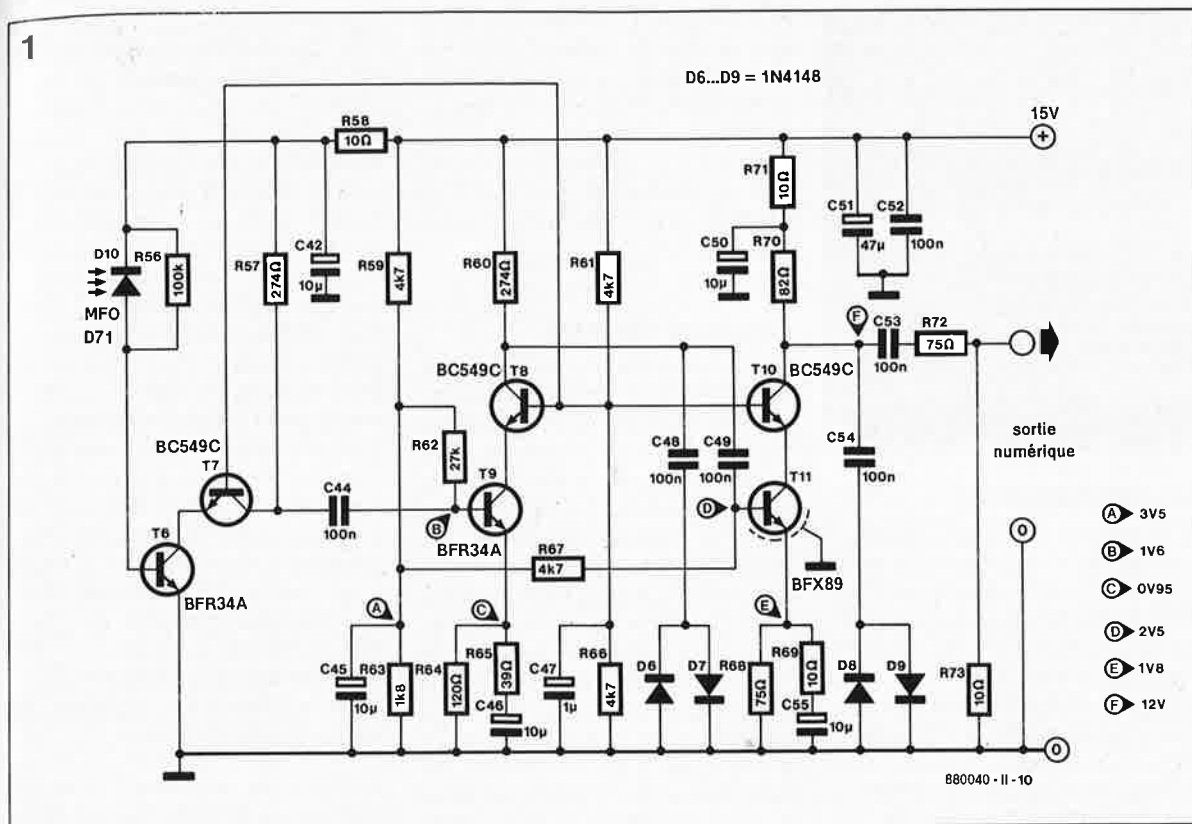 1
D6...D9 = 1N4148
15V
+
R58
10Ω
R71
10Ω
C51
47µ
C52
100n
D10
R56
100k
MFO
D71
R57
274Ω
C42
10µ
R59
4k7
R60
274Ω
R61
4k7
C50
10µ
R70
82Ω
F
C53
100n
R72
75Ω
BC549C
T8
T10
BC549C
R62
27k
C48
100n
C49
100n
C54
100n
sortie
numérique
BC549C
T7
C44
100n
B
T9
BFR34A
D
T11
BFX89
T6
BFR34A
R67
4k7
0
A
C
E
C45
10µ
R63
1k8
R64
120Ω
R65
39Ω
C46
10µ
C47
1µ
R66
4k7
D6
D7
R68
75Ω
R69
10Ω
C55
10µ
D8
D9
R73
10Ω
0
A 3V5
B 1V6
C 0V95
D 2V5
E 1V8
F 12V
880040 - II - 10